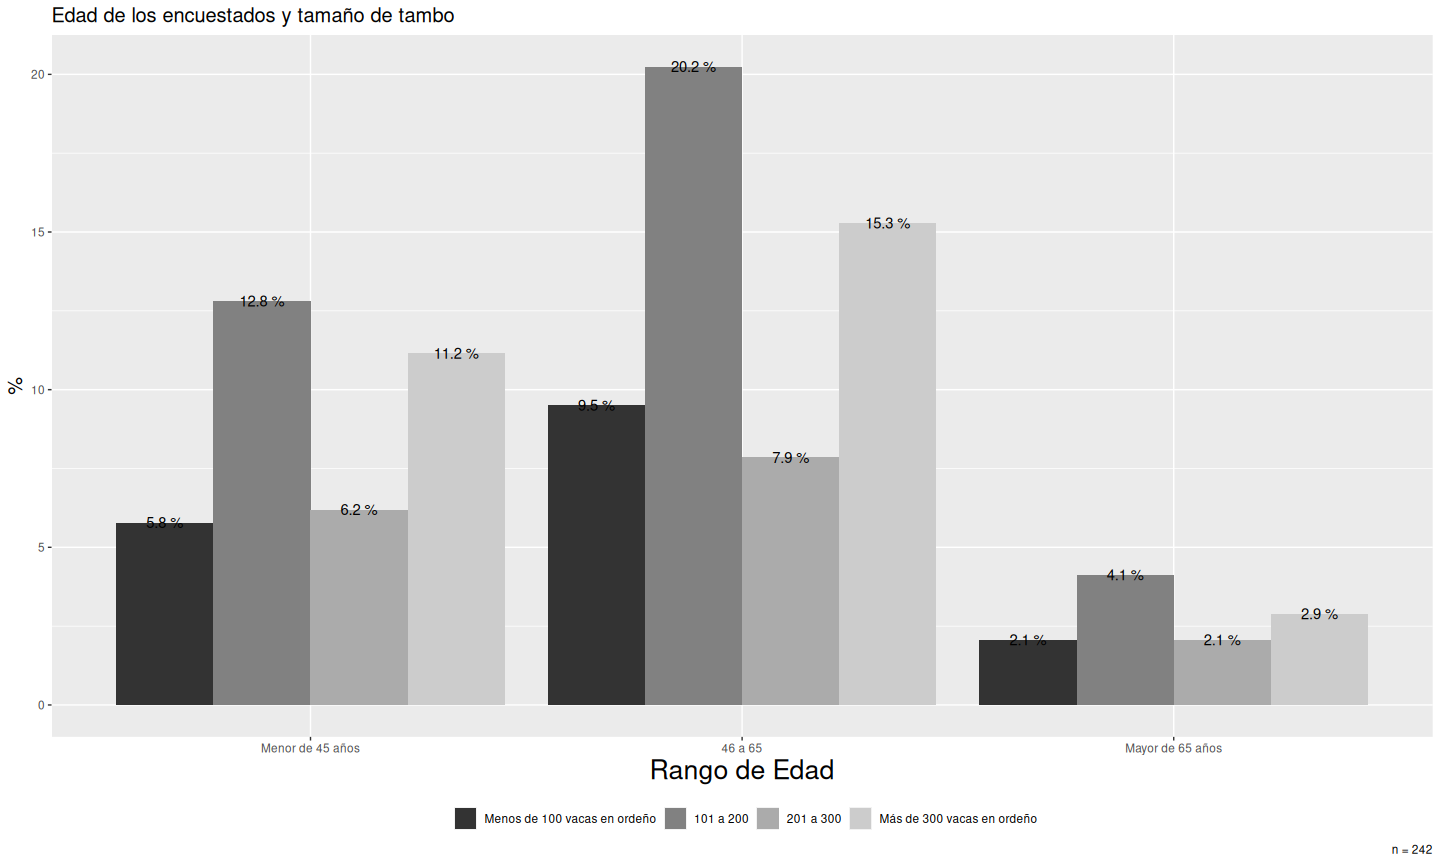 Edad de los encuestados y tamaño de tambo
%
20
15
10
5
0
5.8 %
12.8 %
6.2 %
11.2 %
9.5 %
20.2 %
7.9 %
15.3 %
2.1 %
4.1 %
2.1 %
2.9 %
Menor de 45 años
46 a 65
Mayor de 65 años
Rango de Edad
Menos de 100 vacas en ordeño
101 a 200
201 a 300
Más de 300 vacas en ordeño
n = 242